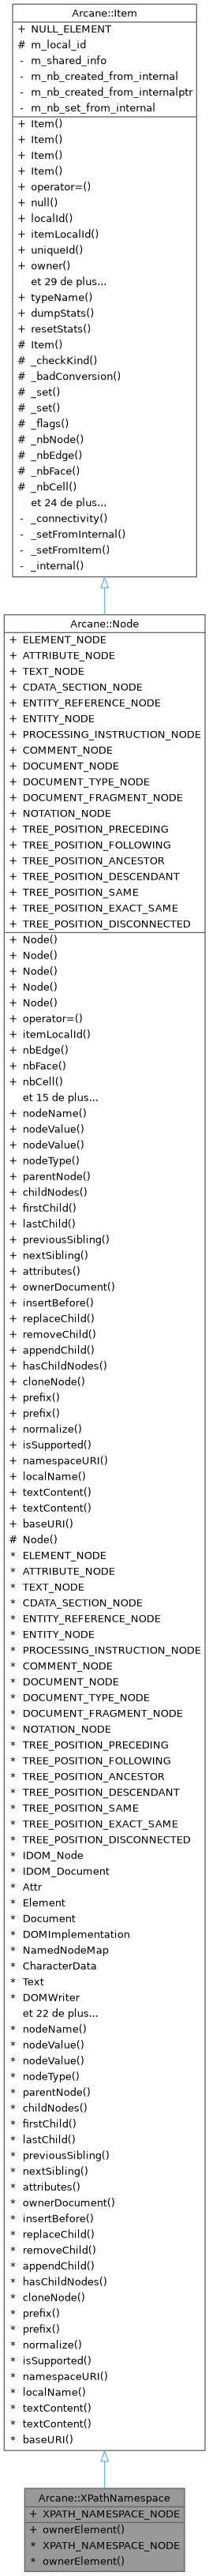 Arcane::Item
+ NULL_ELEMENT
# m_local_id
- m_shared_info
- m_nb_created_from_internal
- m_nb_created_from_internalptr
- m_nb_set_from_internal
+ Item()
+ Item()
+ Item()
+ Item()
+ operator=()
+ null()
+ localId()
+ itemLocalId()
+ uniqueId()
+ owner()
et 29 de plus...
+ typeName()
+ dumpStats()
+ resetStats()
# Item()
# _checkKind()
# _badConversion()
# _set()
# _set()
# _flags()
# _nbNode()
# _nbEdge()
# _nbFace()
# _nbCell()
et 24 de plus...
- _connectivity()
- _setFromInternal()
- _setFromItem()
- _internal()
Arcane::Node
+ ELEMENT_NODE
+ ATTRIBUTE_NODE
+ TEXT_NODE
+ CDATA_SECTION_NODE
+ ENTITY_REFERENCE_NODE
+ ENTITY_NODE
+ PROCESSING_INSTRUCTION_NODE
+ COMMENT_NODE
+ DOCUMENT_NODE
+ DOCUMENT_TYPE_NODE
+ DOCUMENT_FRAGMENT_NODE
+ NOTATION_NODE
+ TREE_POSITION_PRECEDING
+ TREE_POSITION_FOLLOWING
+ TREE_POSITION_ANCESTOR
+ TREE_POSITION_DESCENDANT
+ TREE_POSITION_SAME
+ TREE_POSITION_EXACT_SAME
+ TREE_POSITION_DISCONNECTED
+ Node()
+ Node()
+ Node()
+ Node()
+ Node()
+ operator=()
+ itemLocalId()
+ nbEdge()
+ nbFace()
+ nbCell()
et 15 de plus...
+ nodeName()
+ nodeValue()
+ nodeValue()
+ nodeType()
+ parentNode()
+ childNodes()
+ firstChild()
+ lastChild()
+ previousSibling()
+ nextSibling()
+ attributes()
+ ownerDocument()
+ insertBefore()
+ replaceChild()
+ removeChild()
+ appendChild()
+ hasChildNodes()
+ cloneNode()
+ prefix()
+ prefix()
+ normalize()
+ isSupported()
+ namespaceURI()
+ localName()
+ textContent()
+ textContent()
+ baseURI()
# Node()
* ELEMENT_NODE
* ATTRIBUTE_NODE
* TEXT_NODE
* CDATA_SECTION_NODE
* ENTITY_REFERENCE_NODE
* ENTITY_NODE
* PROCESSING_INSTRUCTION_NODE
* COMMENT_NODE
* DOCUMENT_NODE
* DOCUMENT_TYPE_NODE
* DOCUMENT_FRAGMENT_NODE
* NOTATION_NODE
* TREE_POSITION_PRECEDING
* TREE_POSITION_FOLLOWING
* TREE_POSITION_ANCESTOR
* TREE_POSITION_DESCENDANT
* TREE_POSITION_SAME
* TREE_POSITION_EXACT_SAME
* TREE_POSITION_DISCONNECTED
* IDOM_Node
* IDOM_Document
* Attr
* Element
* Document
* DOMImplementation
* NamedNodeMap
* CharacterData
* Text
* DOMWriter
et 22 de plus...
* nodeName()
* nodeValue()
* nodeValue()
* nodeType()
* parentNode()
* childNodes()
* firstChild()
* lastChild()
* previousSibling()
* nextSibling()
* attributes()
* ownerDocument()
* insertBefore()
* replaceChild()
* removeChild()
* appendChild()
* hasChildNodes()
* cloneNode()
* prefix()
* prefix()
* normalize()
* isSupported()
* namespaceURI()
* localName()
* textContent()
* textContent()
* baseURI()
Arcane::XPathNamespace
+ XPATH_NAMESPACE_NODE
+ ownerElement()
* XPATH_NAMESPACE_NODE
* ownerElement()